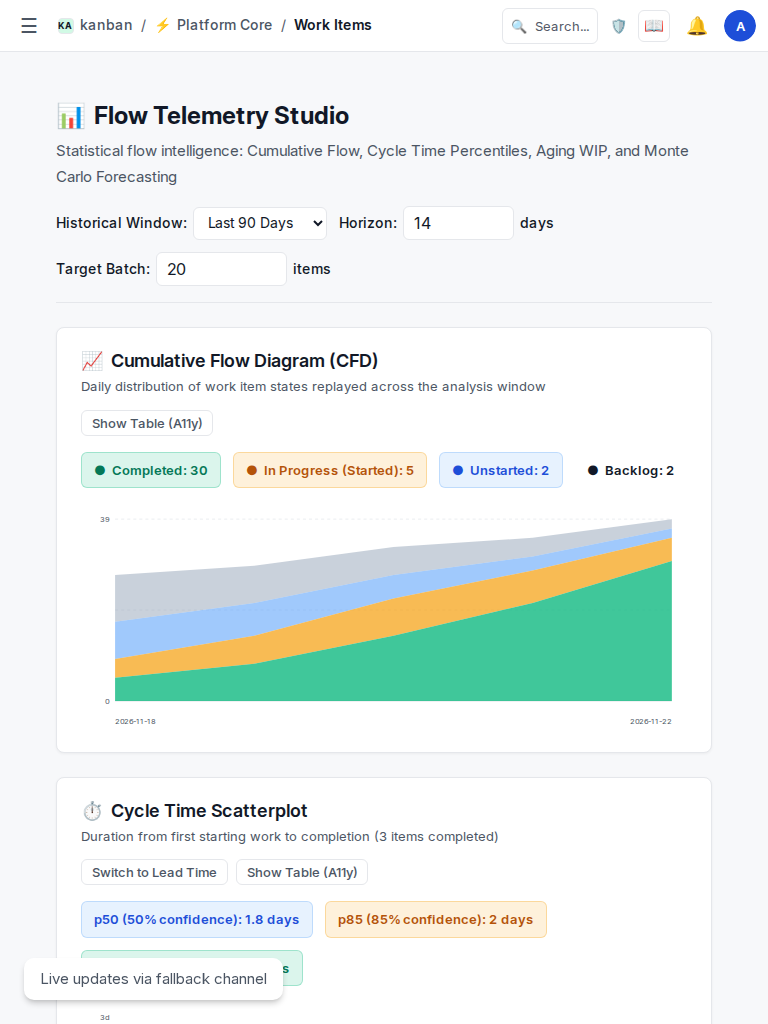 KA kanban / Platform Core / Work Items
Search...
A
Flow Telemetry Studio
Statistical flow intelligence: Cumulative Flow, Cycle Time Percentiles, Aging WIP, and Monte
Carlo Forecasting
Historical Window: Last 90 Days Horizon: 14 days
Target Batch: 20 items
Cumulative Flow Diagram (CFD)
Daily distribution of work item states replayed across the analysis window
Show Table (A11y)
Completed: 30 In Progress (Started): 5 Unstarted: 2 Backlog: 2
39
0
2026-11-18 2026-11-22
Cycle Time Scatterplot
Duration from first starting work to completion (3 items completed)
Switch to Lead Time Show Table (A11y)
p50 (50% confidence): 1.8 days p85 (85% confidence): 2 days
Live updates via fallback channel
3d